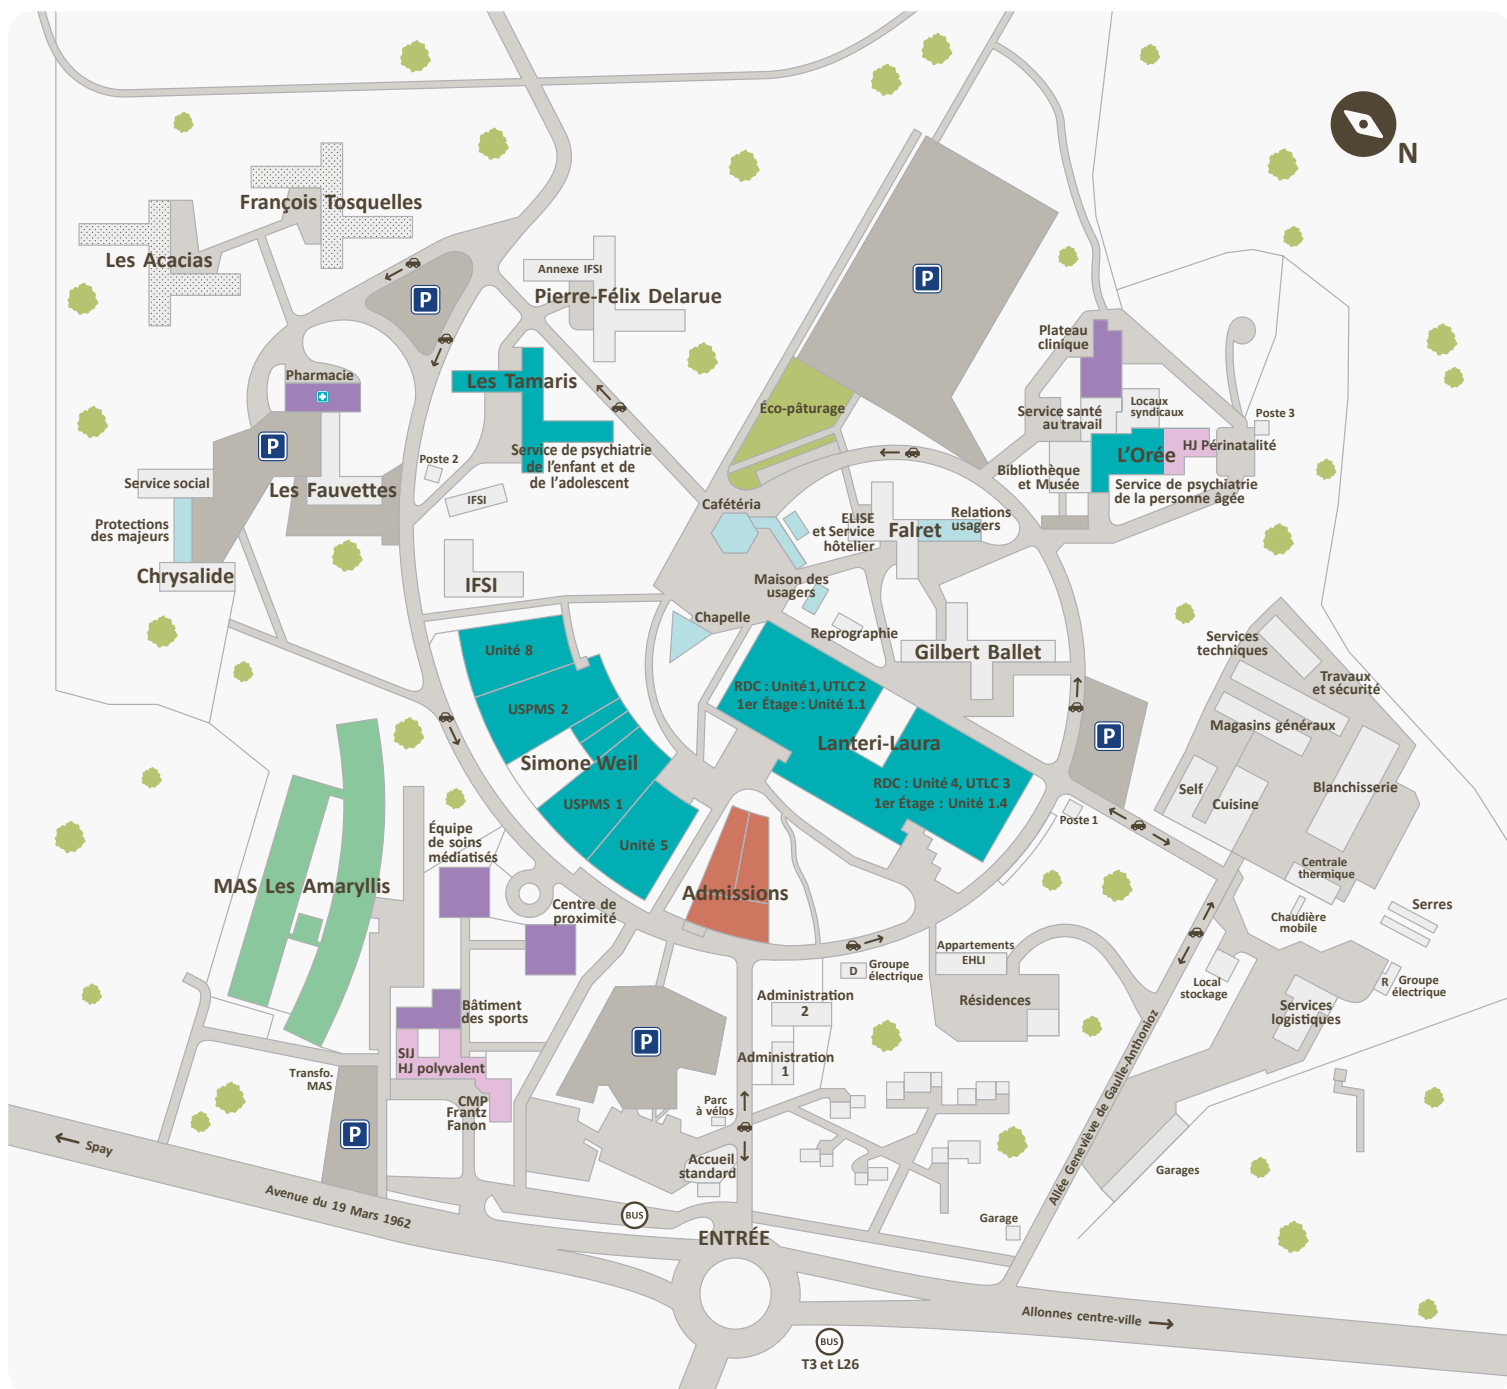 N
François Tosquelles
Les Acacias
P
Annexe IFSI
Pierre-Félix Delarue
P
Plateau
clinique
Pharmacie
Les Tamaris
Service de psychiatrie
de l'enfant et de
de l'adolescent
Éco-pâturage
Service santé
au travail
Locaux
syndicaux
Poste 3
L'Orée
HJ Périnatalité
Service de psychiatrie
de la personne âgée
Bibliothèque
et Musée
P
Poste 2
Service social
Les Fauvettes
IFSI
Protections
des majeurs
Chrysalide
IFSI
Cafétéria
ELISE
et Service
hôtelier
Falret
Relations
usagers
Maison des
usagers
Chapelle
Reprographie
Gilbert Ballet
Services
techniques
Travaux
et sécurité
Magasins généraux
Self
Cuisine
Blanchisserie
P
Poste 1
Unité 8
USPMS 2
Simone Weil
USPMS 1
Unité 5
RDC : Unité 1, UTLC 2
1er Étage : Unité 1.1
Lanteri-Laura
RDC : Unité 4, UTLC 3
1er Étage : Unité 1.4
Équipe
de soins
médiatisés
MAS Les Amaryllis
Centre de
proximité
Admissions
Centrale
thermique
Chaudière
mobile
Serres
R
Groupe
électrique
Local
stockage
Services
logistiques
Appartements
EHLI
Résidences
D
Groupe
électrique
Administration
2
Administration
1
Bâtiment
des sports
SIJ
HJ polyvalent
CMP
Frantz
Fanon
Transfo.
MAS
P
P
Parc
à vélos
Accueil
standard
Allée Geneviève de Gaulle-Anthonioz
Garages
Garage
Spay
Avenue du 19 Mars 1962
BUS
ENTRÉE
Allonnes centre-ville
BUS
T3 et L26